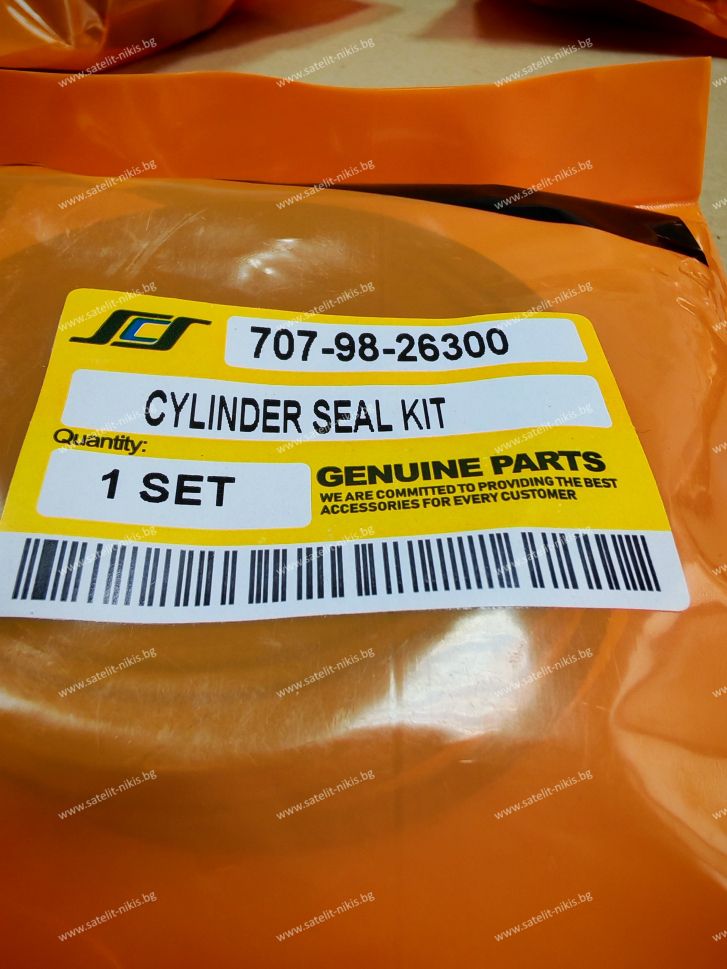 SCS
707-98-26300
CYLINDER SEAL KIT
Quantity:
1 SET
GENUINE PARTS
WE ARE COMMITTED TO PROVIDING THE BEST
ACCESSORIES FOR EVERY CUSTOMER
www.satelit-nikis.bg